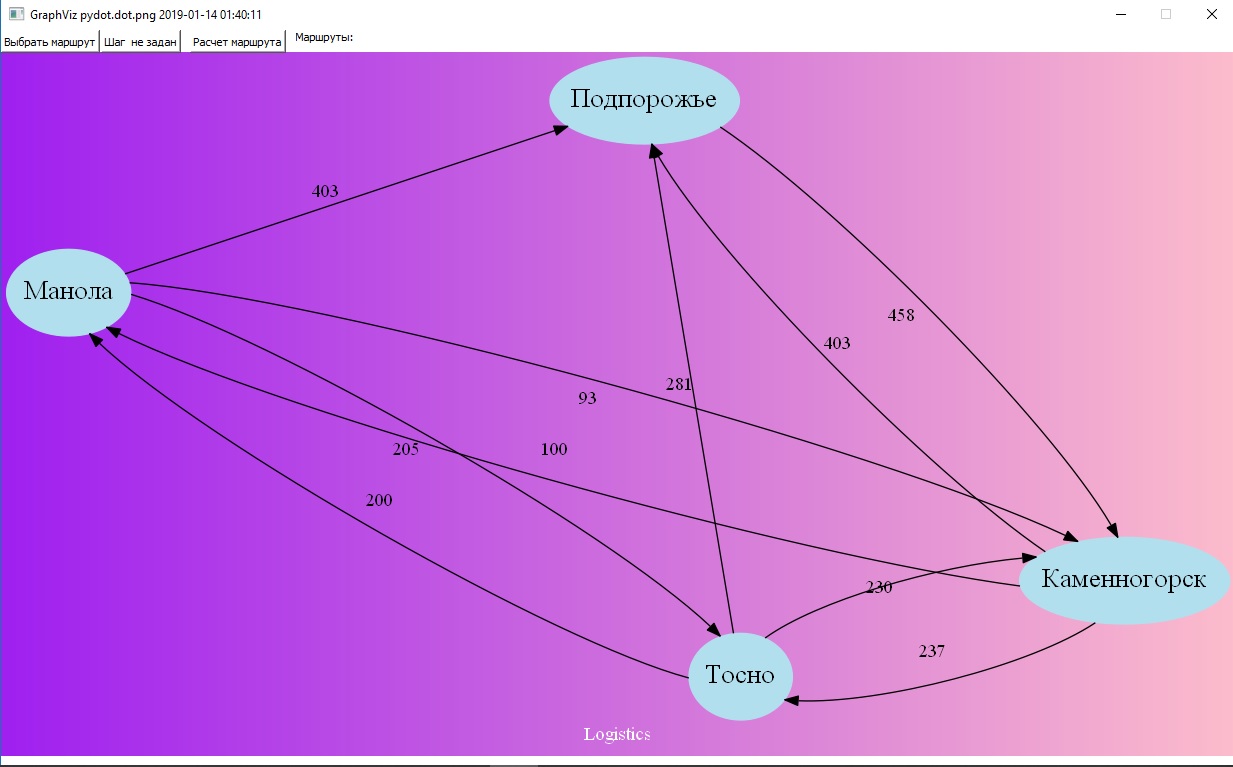 GraphViz pydot.dot.png 2019-01-14 01:40:11
Выбрать маршрут Шаг не задан Расчет маршрута Маршруты:
Подпорожье
403
Манола
458
403
281
93
205
100
200
Каменногорск
230
237
Тосно
Logistics